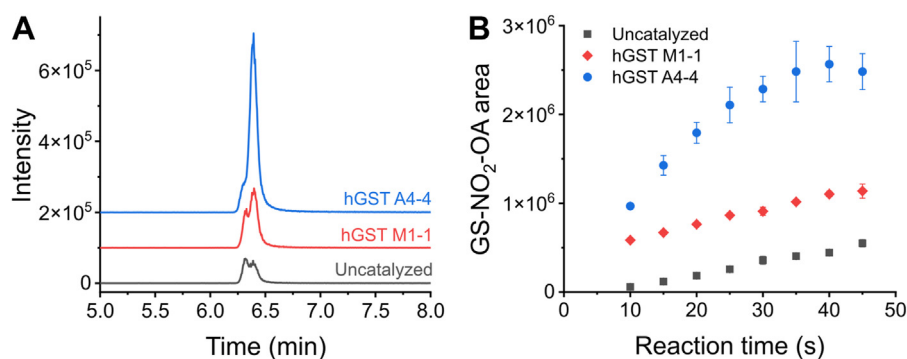 A
Intensity
6×10⁵
4×10⁵
2×10⁵
0
hGST A4-4
hGST M1-1
Uncatalyzed
5.0 5.5 6.0 6.5 7.0 7.5 8.0
Time (min)
B
GS-NO₂-OA area
3×10⁶
2×10⁶
1×10⁶
0
Uncatalyzed
hGST M1-1
hGST A4-4
0 10 20 30 40 50
Reaction time (s)